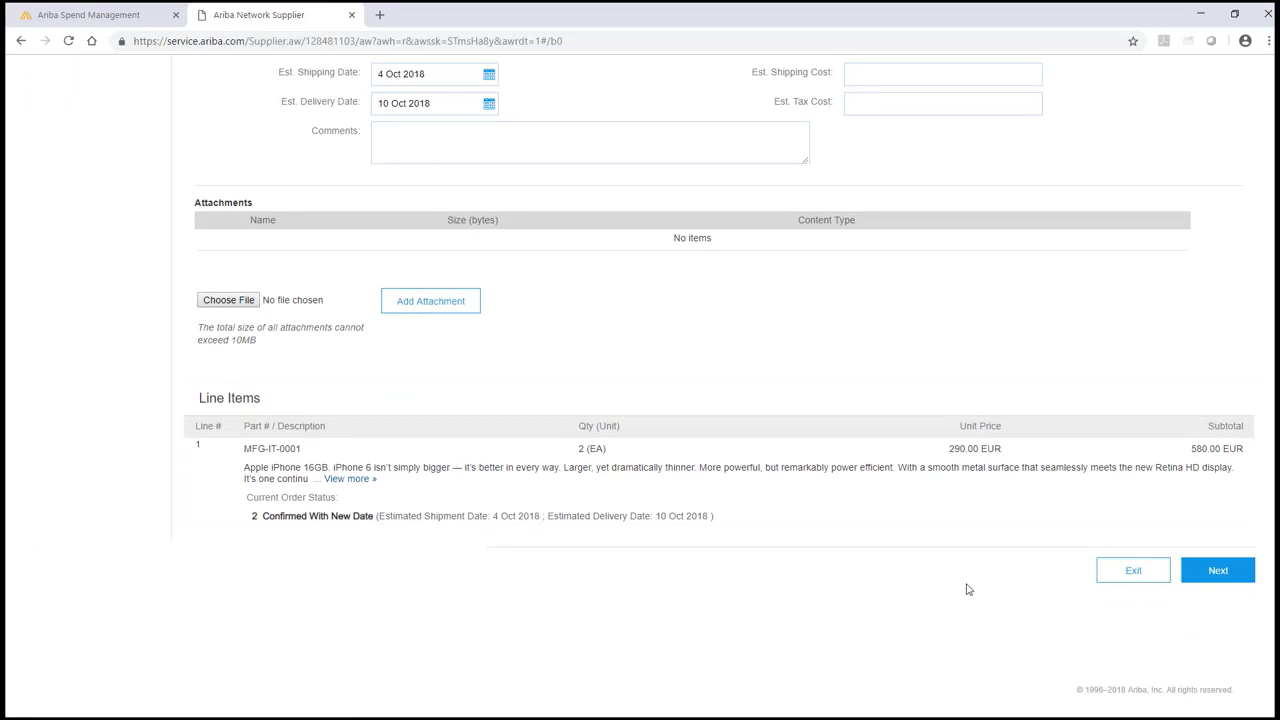 Ariba Spend Management
Ariba Network Supplier
https://service.ariba.com/Supplier.aw/128481103/aw?awh=r&awssk=STmsHa8y&awrdt=1#/b0
Est. Shipping Date: 4 Oct 2018 Est. Shipping Cost:
Est. Delivery Date: 10 Oct 2018 Est. Tax Cost:
Comments:
Attachments
Name Size (bytes) Content Type
No items
Choose File No file chosen Add Attachment
The total size of all attachments cannot
exceed 10MB
Line Items
Line # Part # / Description Qty (Unit) Unit Price Subtotal
1 MFG-IT-0001 2 (EA) 290.00 EUR 580.00 EUR
Apple iPhone 16GB. iPhone 6 isn't simply bigger — it's better in every way. Larger, yet dramatically thinner. More powerful, but remarkably power efficient. With a smooth metal surface that seamlessly meets the new Retina HD display.
It's one continu ... View more »
Current Order Status:
2 Confirmed With New Date (Estimated Shipment Date: 4 Oct 2018 ; Estimated Delivery Date: 10 Oct 2018 )
Exit Next
© 1996–2018 Ariba, Inc. All rights reserved.